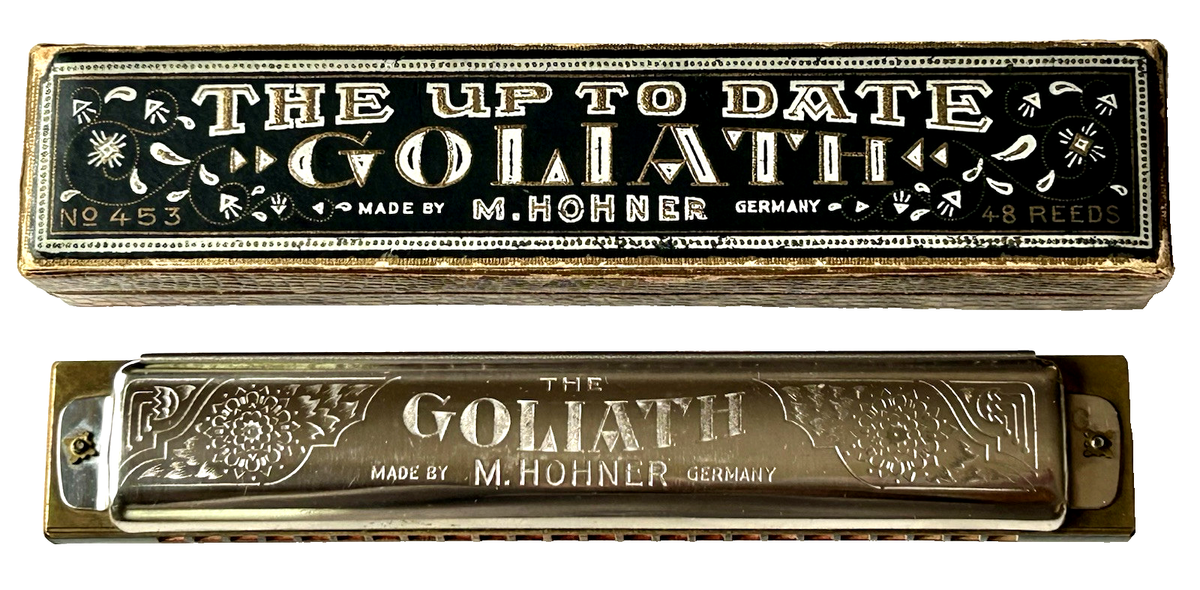 THE UP TO DATE
GOLIATH
No 453 MADE BY M. HOHNER GERMANY 48 REEDS
THE
GOLIATH
MADE BY M. HOHNER GERMANY